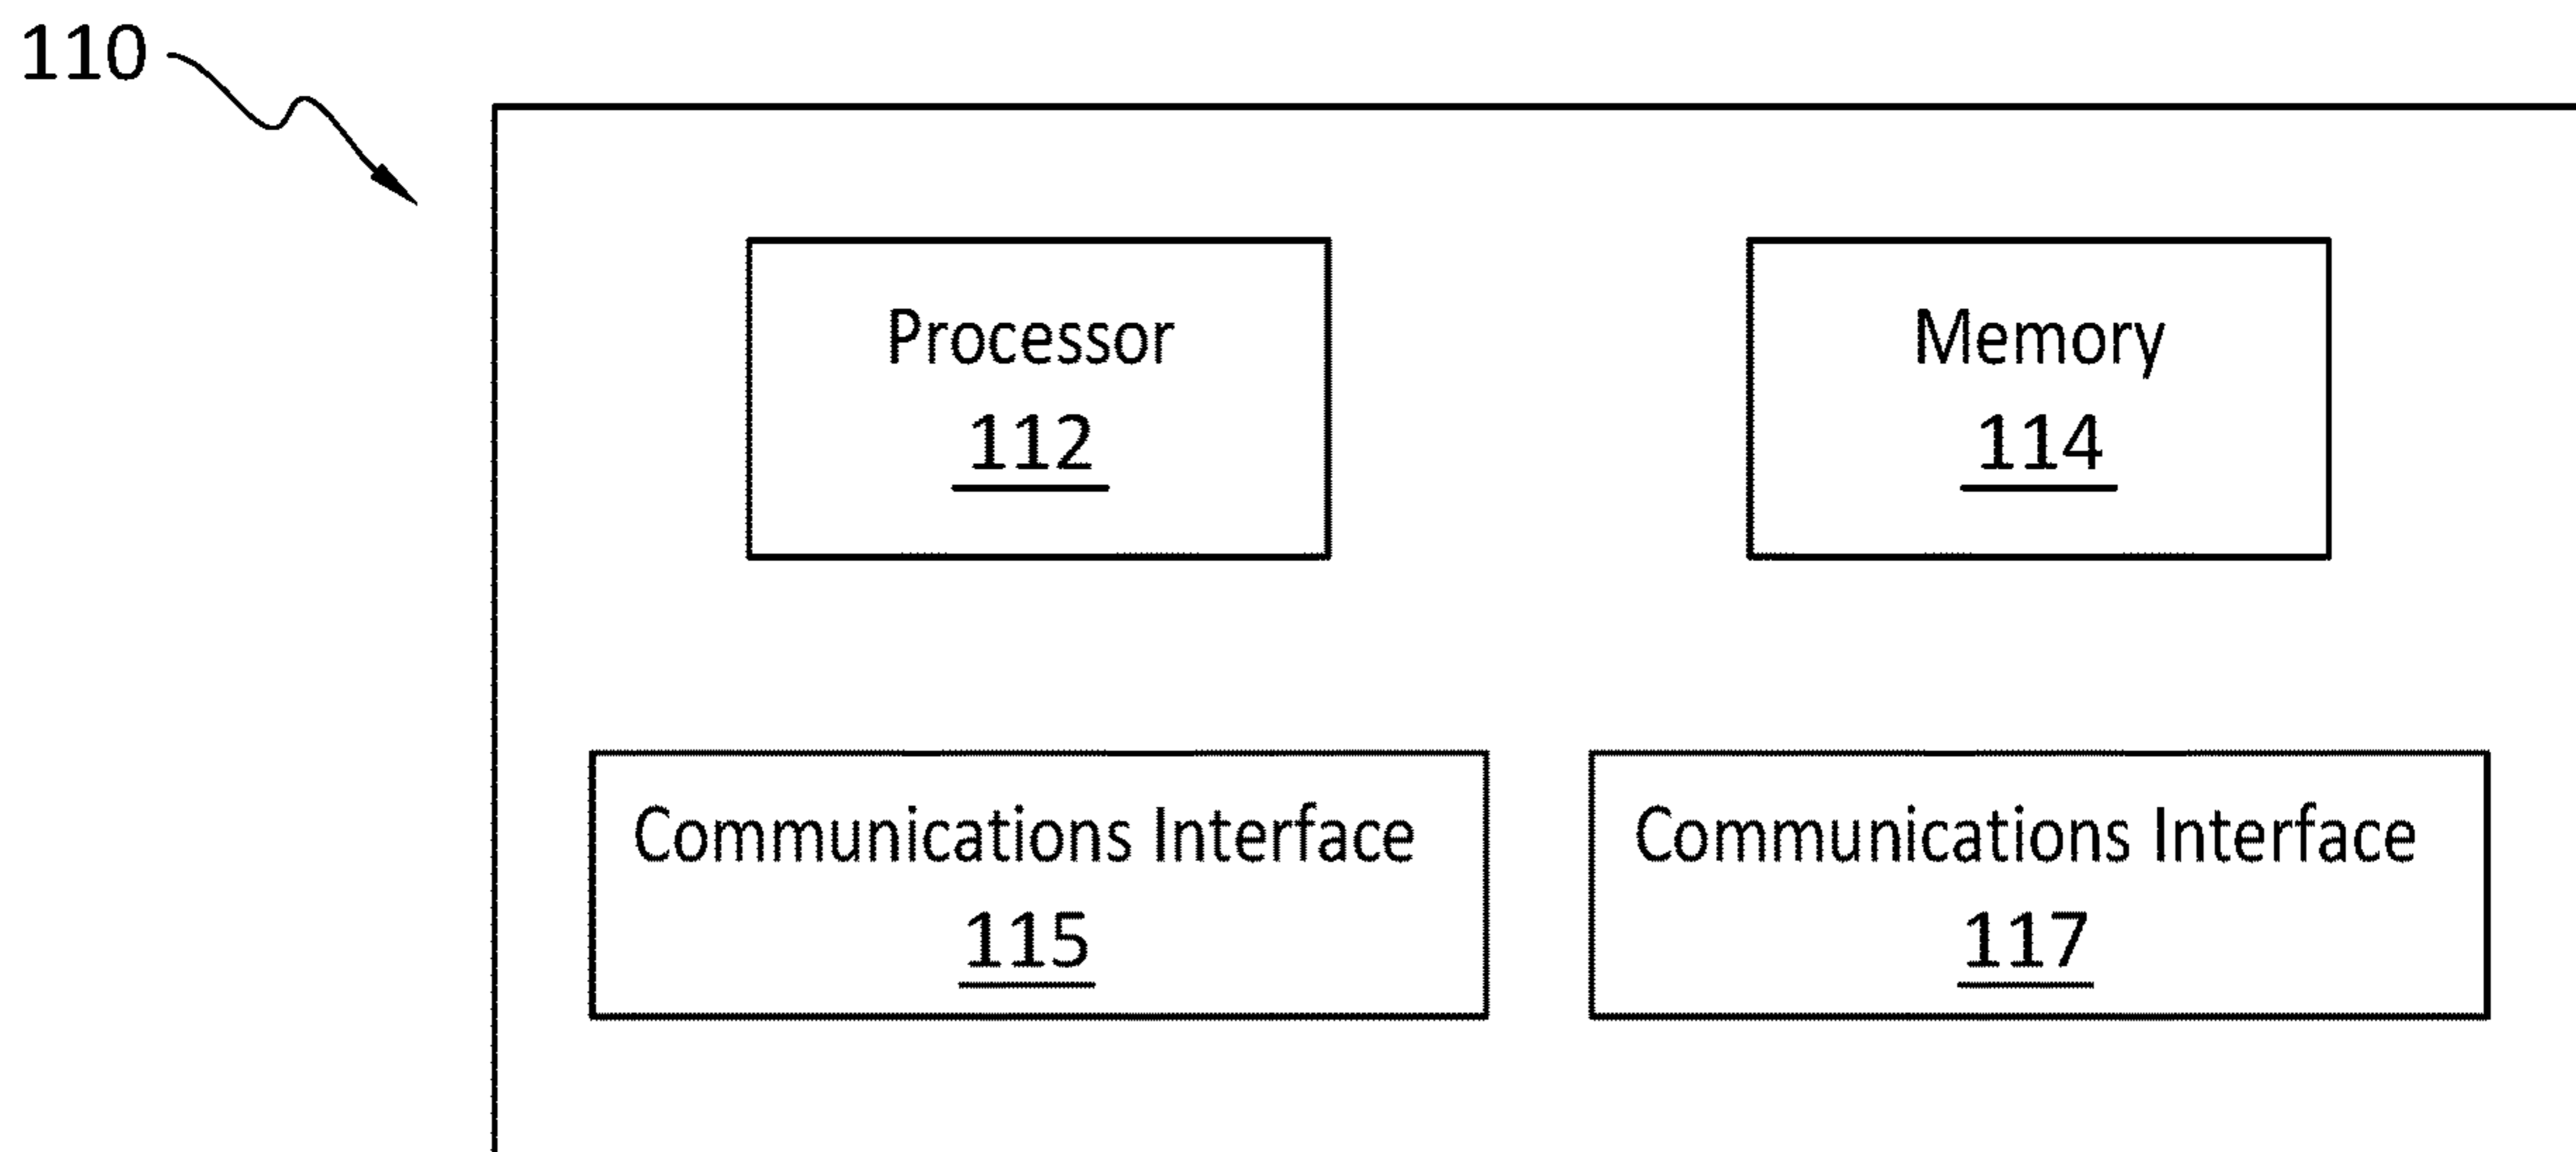 110
Processor
112
Memory
114
Communications Interface
115
Communications Interface
117